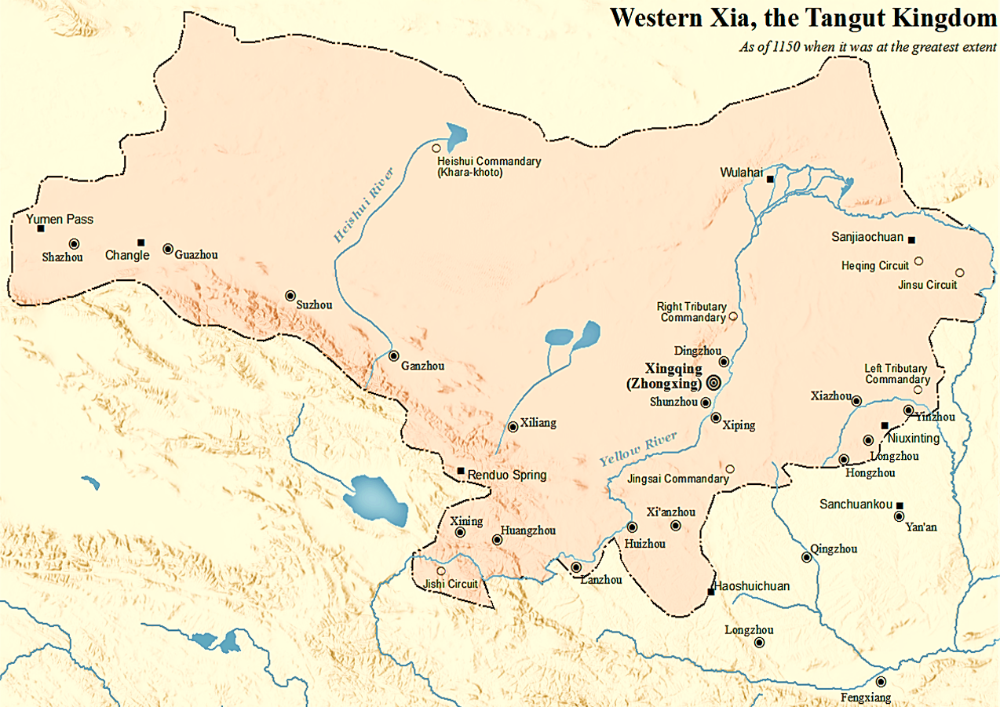 Western Xia, the Tangut Kingdom
As of 1150 when it was at the greatest extent
Heishui Commandary
(Khara-khoto)
Heishui River
Wulahai
Yumen Pass
Shazhou
Changle
Guazhou
Sanjiaochuan
Heqing Circuit
Jinsu Circuit
Suzhou
Right Tributary
Commandary
Ganzhou
Dingzhou
Xingqing
(Zhongxing)
Left Tributary
Commandary
Shunzhou
Xiazhou
Yinzhou
Xiliang
Xiping
Niuxinting
Yellow River
Longzhou
Hongzhou
Renduo Spring
Jingsai Commandary
Sanchuankou
Yan'an
Xining
Huangzhou
Xi'anzhou
Huizhou
Qingzhou
Jishi Circuit
Lanzhou
Haoshuichuan
Longzhou
Fengxiang